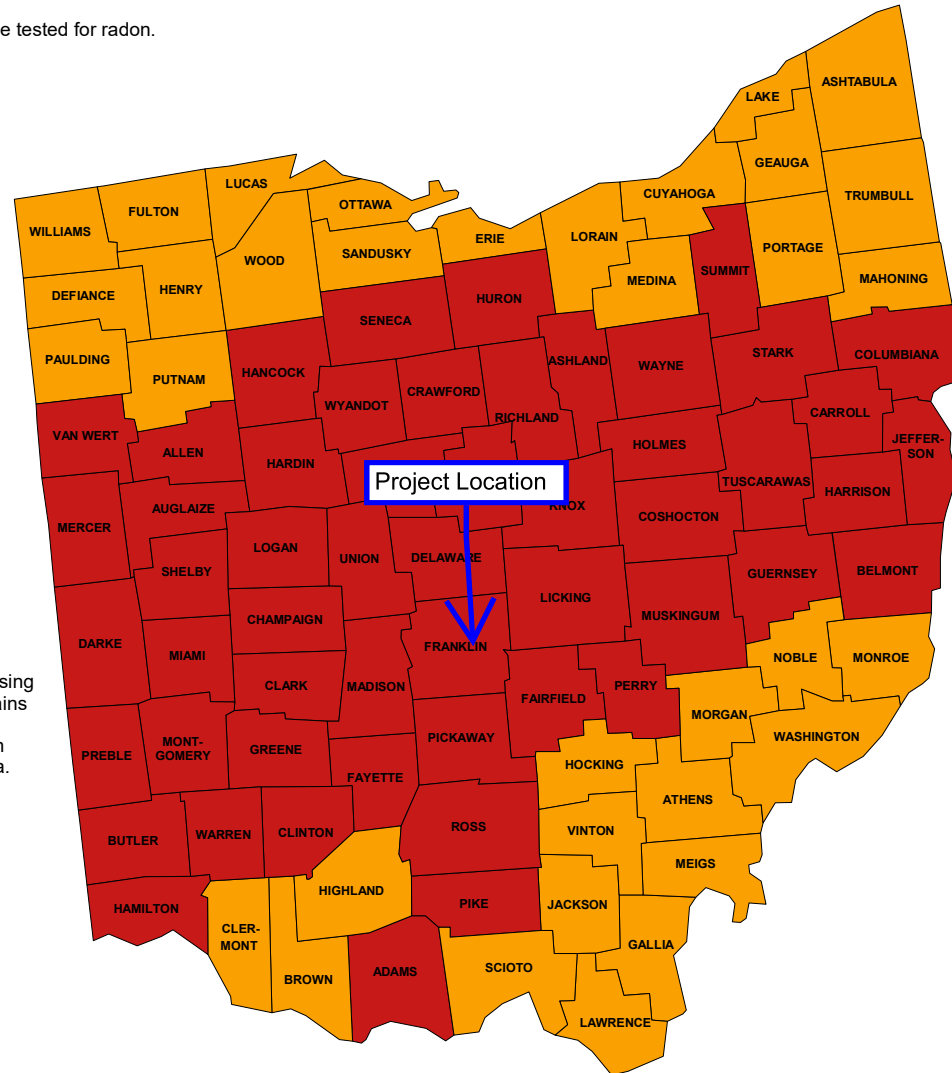 e tested for radon.
ASHTABULA
LAKE
GEAUGA
LUCAS
CUYAHOGA
TRUMBULL
OTTAWA
FULTON
WILLIAMS
ERIE
LORAIN
PORTAGE
SANDUSKY
WOOD
SUMMIT
MEDINA
MAHONING
HENRY
DEFIANCE
HURON
SENECA
STARK
COLUMBIANA
PAULDING
ASHLAND
WAYNE
HANCOCK
PUTNAM
CRAWFORD
WYANDOT
CARROLL
RICHLAND
VAN WERT
JEFFER-
SON
HOLMES
ALLEN
HARDIN
Project Location
TUSCARAWAS
HARRISON
KNOX
AUGLAIZE
COSHOCTON
MERCER
LOGAN
UNION
DELAWARE
SHELBY
GUERNSEY
BELMONT
LICKING
MUSKINGUM
CHAMPAIGN
DARKE
FRANKLIN
MIAMI
NOBLE
MONROE
sing
CLARK
MADISON
PERRY
ains
FAIRFIELD
MORGAN
PICKAWAY
WASHINGTON
n
MONT-
GOMERY
GREENE
PREBLE
a.
HOCKING
FAYETTE
ATHENS
ROSS
VINTON
CLINTON
WARREN
BUTLER
MEIGS
HIGHLAND
PIKE
JACKSON
HAMILTON
CLER-
MONT
GALLIA
SCIOTO
ADAMS
BROWN
LAWRENCE